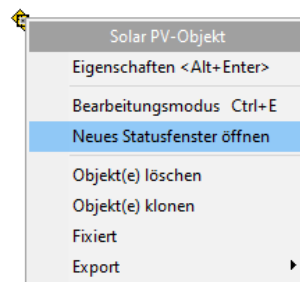 Solar PV-Objekt
Eigenschaften <Alt+Enter>
Bearbeitungsmodus Ctrl+E
Neues Statusfenster öffnen
Objekt(e) löschen
Objekt(e) klonen
Fixiert
Export